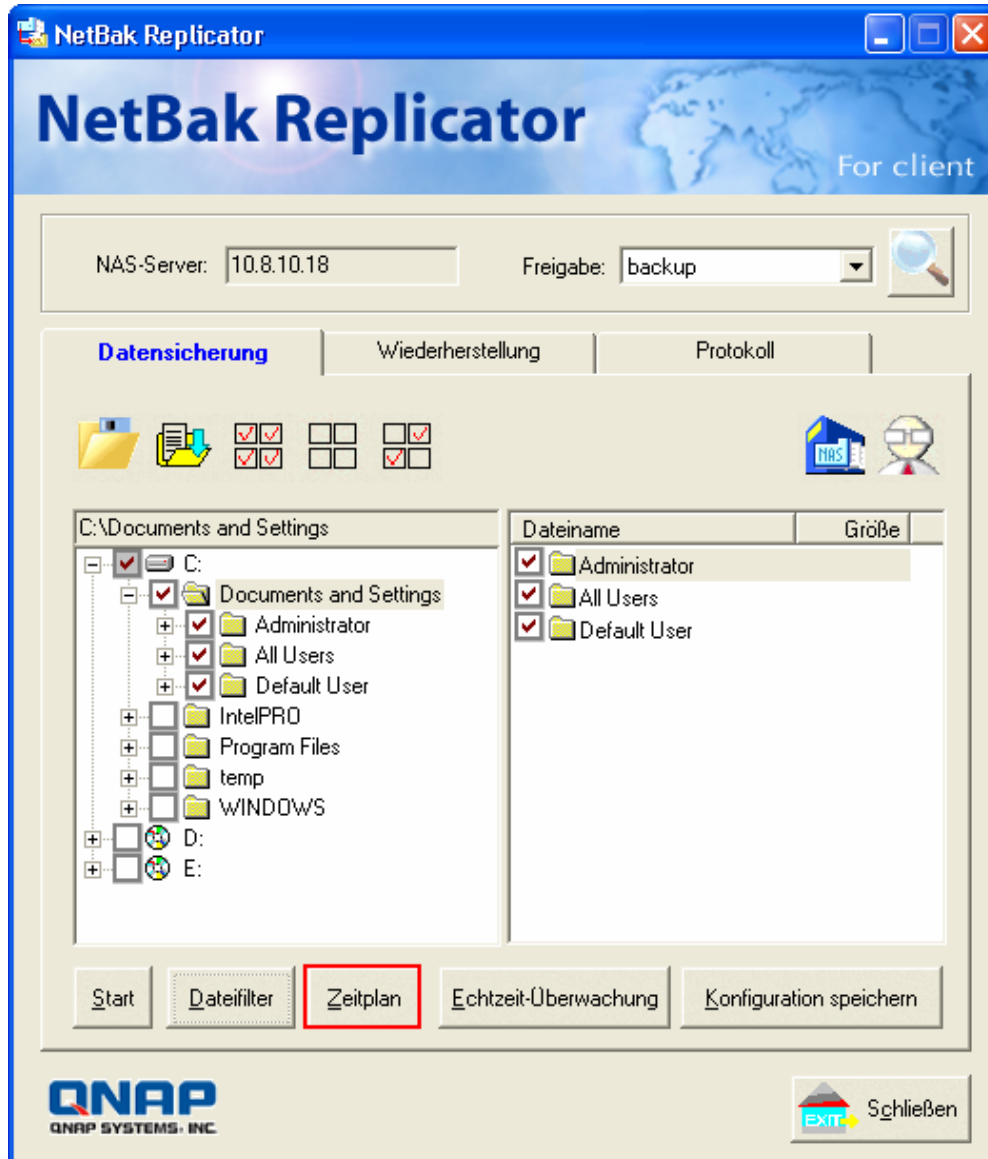 NetBak Replicator
NetBak Replicator
For client
NAS-Server: 10.8.10.18 Freigabe: backup
Datensicherung Wiederherstellung Protokoll
NAS
C:\Documents and Settings
C:
Documents and Settings
Administrator
All Users
Default User
IntelPRO
Program Files
temp
WINDOWS
D:
E:
Dateiname Größe
Administrator
All Users
Default User
Start Dateifilter Zeitplan Echtzeit-Überwachung Konfiguration speichern
QNAP
QNAP SYSTEMS, INC
EXIT Schließen